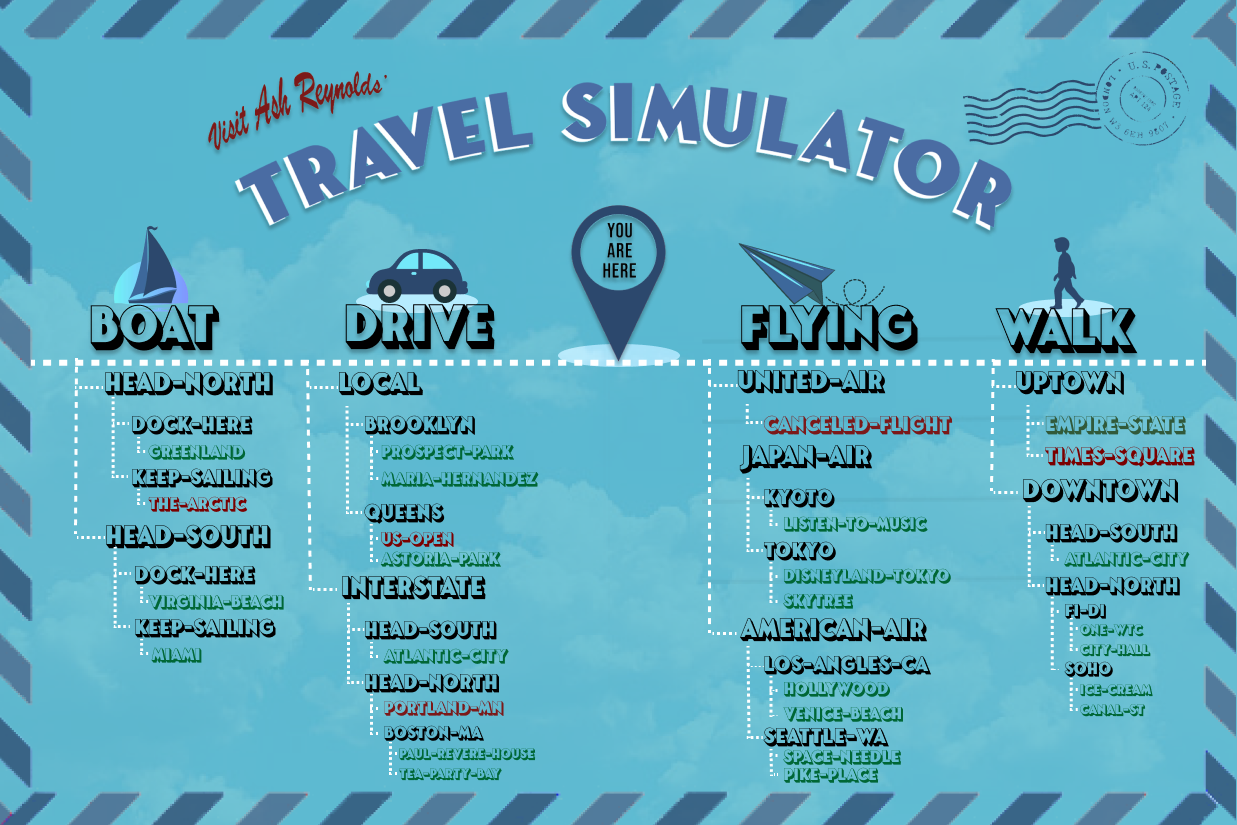 Visit Ash Reynolds'
TRAVEL SIMULATOR
U.S. POSTAGE
LONDON
YOU
ARE
HERE
BOAT
HEAD-NORTH
DOCK-HERE
GREENLAND
KEEP-SAILING
THE-ARCTIC
HEAD-SOUTH
DOCK-HERE
VIRGINIA-BEACH
KEEP-SAILING
MIAMI
DRIVE
LOCAL
BROOKLYN
PROSPECT-PARK
MARIA-HERNANDEZ
QUEENS
US-OPEN
ASTORIA-PARK
INTERSTATE
HEAD-SOUTH
ATLANTIC-CITY
HEAD-NORTH
PORTLAND-MN
BOSTON-MA
PAUL-REVERE-HOUSE
TEA-PARTY-BAY
FLYING
UNITED-AIR
CANCELED-FLIGHT
JAPAN-AIR
KYOTO
LISTEN-TO-MUSIC
TOKYO
DISNEYLAND-TOKYO
SKYTREE
AMERICAN-AIR
LOS-ANGLES-CA
HOLLYWOOD
VENICE-BEACH
SEATTLE-WA
SPACE-NEEDLE
PIKE-PLACE
WALK
UPTOWN
EMPIRE-STATE
TIMES-SQUARE
DOWNTOWN
HEAD-SOUTH
ATLANTIC-CITY
HEAD-NORTH
FI-DI
ONE-WTC
CITY-HALL
SOHO
ICE-CREAM
CANAL-ST